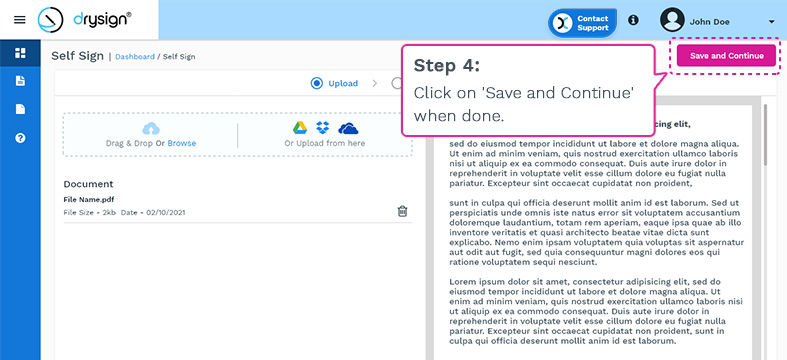 drysign®
Contact
Support
John Doe
Self Sign | Dashboard / Self Sign
Save and Continue
Upload
Step 4:
Click on 'Save and Continue'
when done.
Drag & Drop Or Browse
Or Upload from here
Document
File Name.pdf
File Size - 2kb Date - 02/10/2021
cing elit,
sed do eiusmod tempor incididunt ut labore et dolore magna aliqua.
Ut enim ad minim veniam, quis nostrud exercitation ullamco laboris
nisi ut aliquip ex ea commodo consequat. Duis aute irure dolor in
reprehenderit in voluptate velit esse cillum dolore eu fugiat nulla
pariatur. Excepteur sint occaecat cupidatat non proident,
sunt in culpa qui officia deserunt mollit anim id est laborum. Sed ut
perspiciatis unde omnis iste natus error sit voluptatem accusantium
doloremque laudantium, totam rem aperiam, eaque ipsa quae ab illo
inventore veritatis et quasi architecto beatae vitae dicta sunt
explicabo. Nemo enim ipsam voluptatem quia voluptas sit aspernatur
aut odit aut fugit, sed quia consequuntur magni dolores eos qui
ratione voluptatem sequi nesciunt.
Lorem ipsum dolor sit amet, consectetur adipisicing elit, sed do
eiusmod tempor incididunt ut labore et dolore magna aliqua. Ut
enim ad minim veniam, quis nostrud exercitation ullamco laboris nisi
ut aliquip ex ea commodo consequat. Duis aute irure dolor in
reprehenderit in voluptate velit esse cillum dolore eu fugiat nulla
pariatur. Excepteur sint occaecat cupidatat non proident, sunt in
culpa qui officia deserunt mollit anim id est laborum.